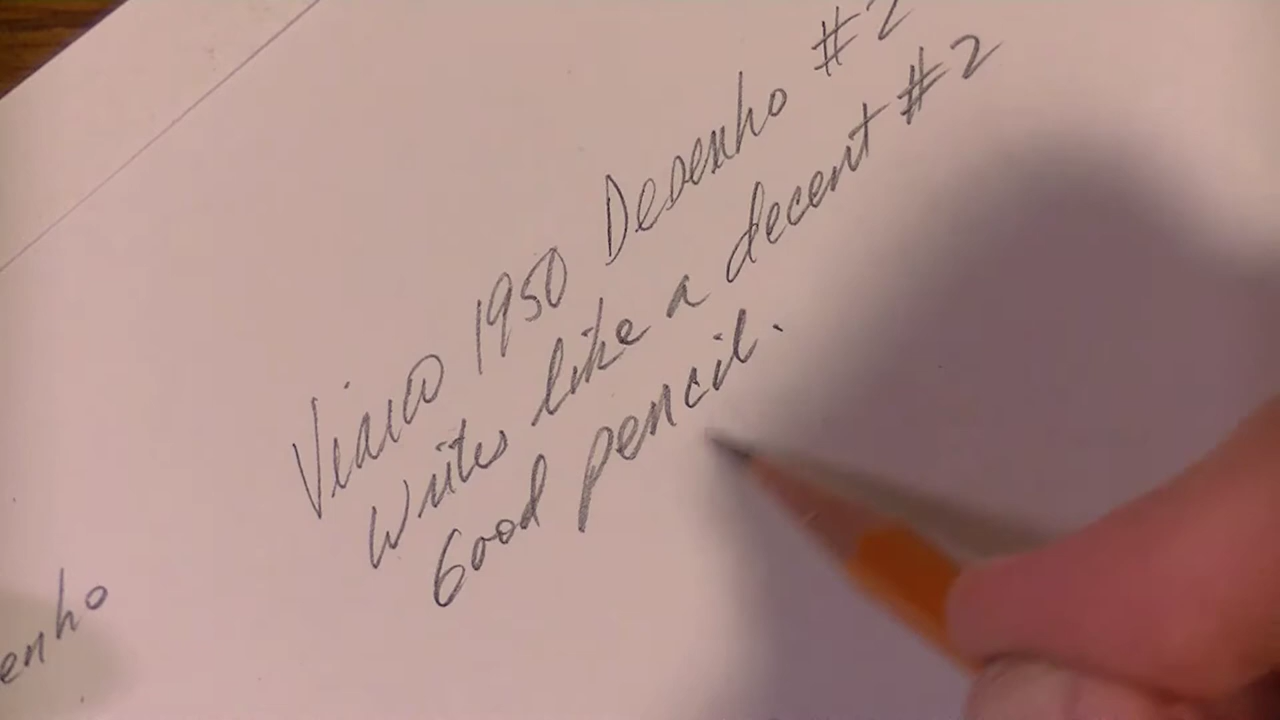 Viarco 1950 Desenho #2
Writes like a decent #2
Good pencil.
enho